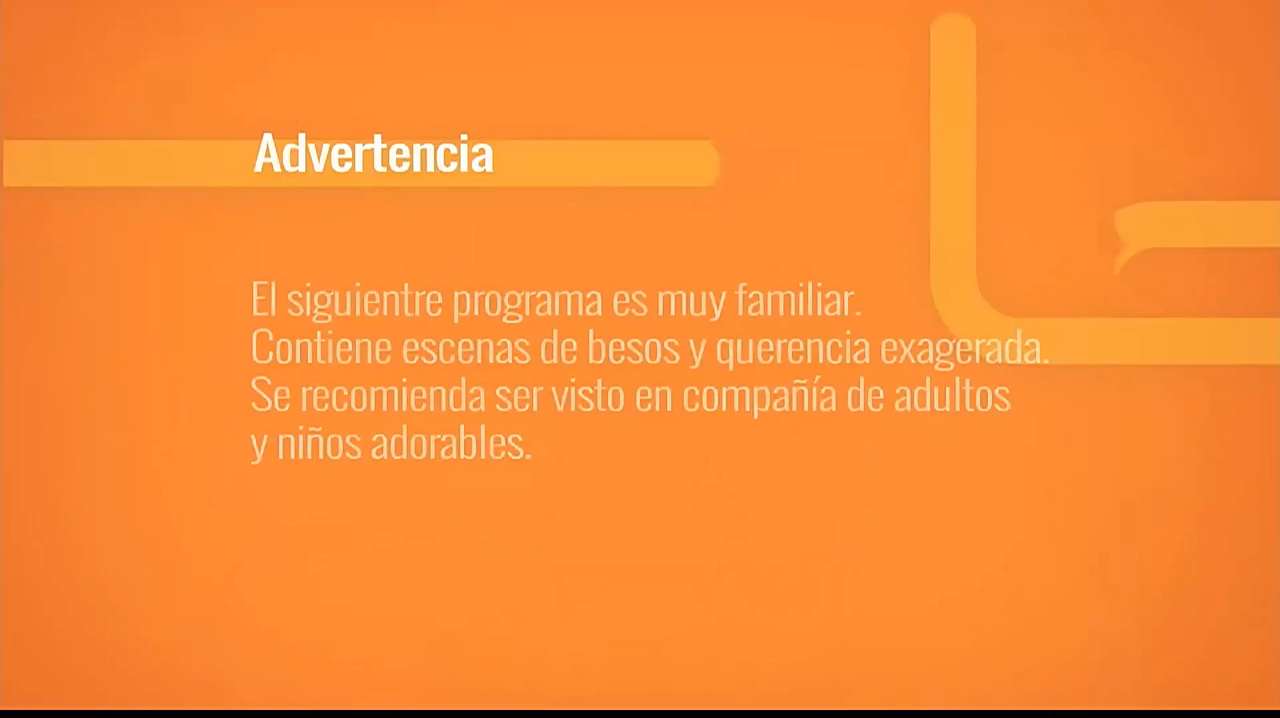 Advertencia
El siguientre programa es muy familiar.
Contiene escenas de besos y querencia exagerada.
Se recomienda ser visto en compañía de adultos
y niños adorables.